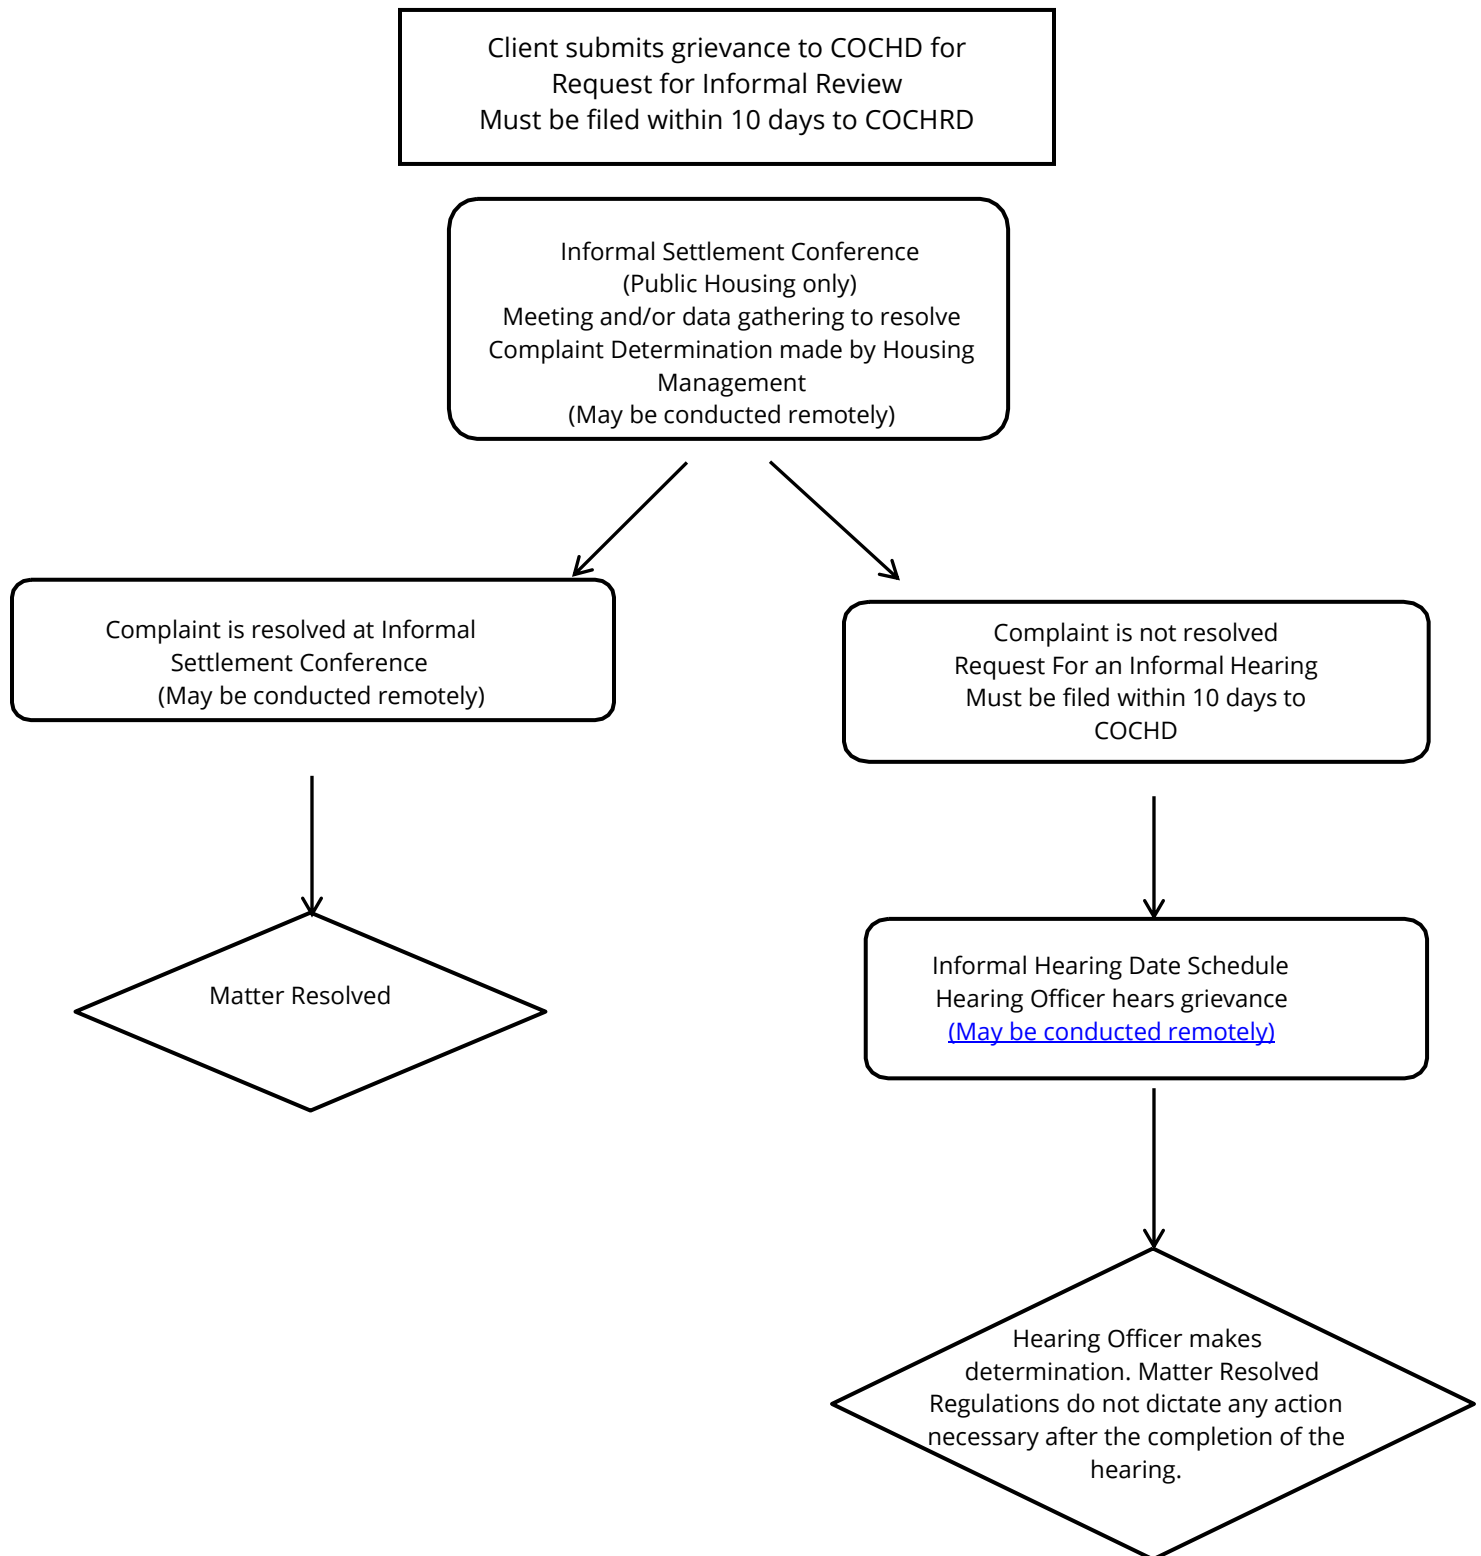 Client submits grievance to COCHD for
Request for Informal Review
Must be filed within 10 days to COCHRD
Informal Settlement Conference
(Public Housing only)
Meeting and/or data gathering to resolve
Complaint Determination made by Housing
Management
(May be conducted remotely)
Complaint is resolved at Informal
Settlement Conference
(May be conducted remotely)
Complaint is not resolved
Request For an Informal Hearing
Must be filed within 10 days to
COCHD
Matter Resolved
Informal Hearing Date Schedule
Hearing Officer hears grievance
(May be conducted remotely)
Hearing Officer makes
determination. Matter Resolved
Regulations do not dictate any action
necessary after the completion of the
hearing.